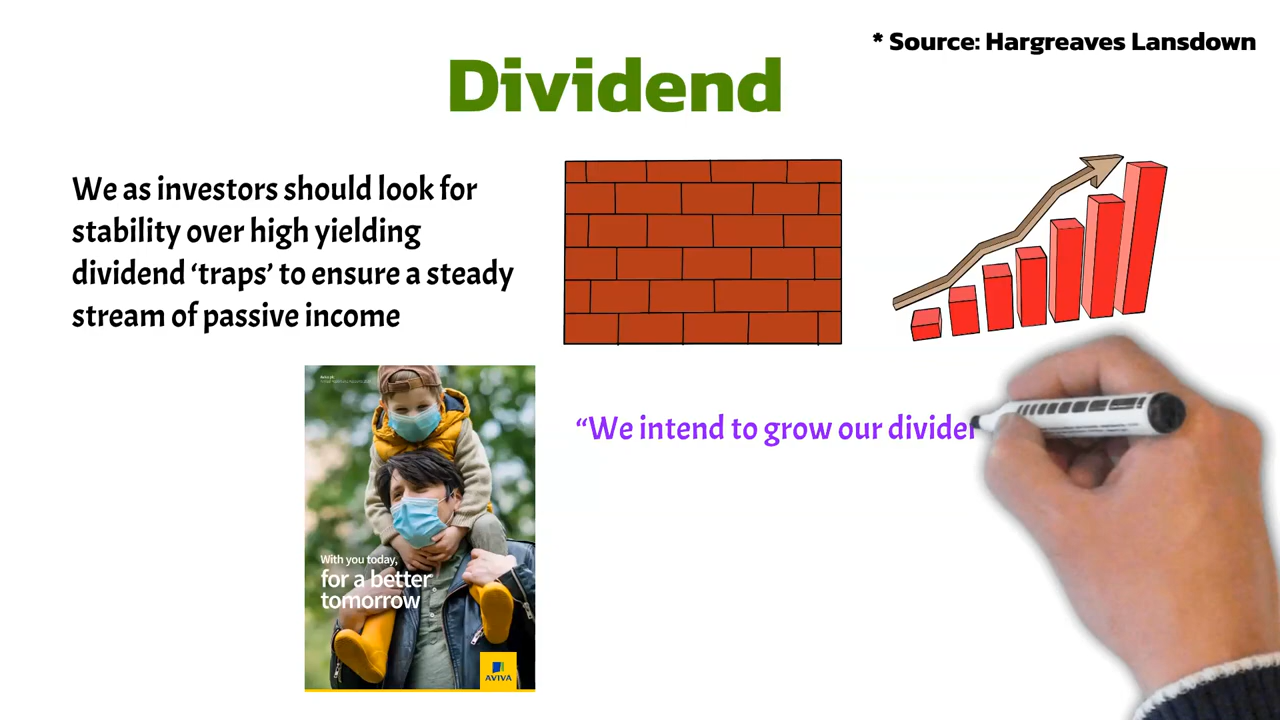 * Source: Hargreaves Lansdown
Dividend
We as investors should look for
stability over high yielding
dividend ‘traps’ to ensure a steady
stream of passive income
“We intend to grow our divide
With you today,
for a better
tomorrow
AVIVA